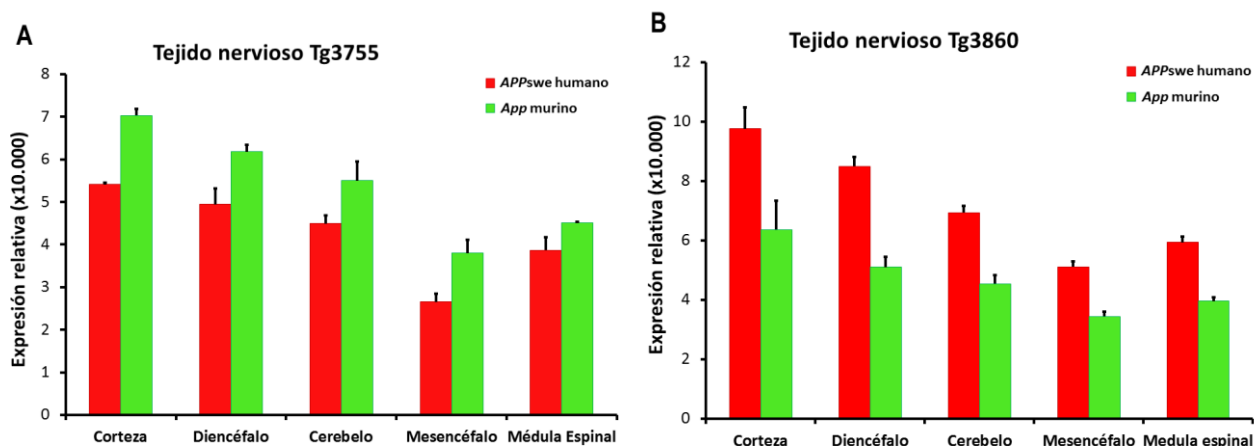 A
Tejido nervioso Tg3755
APPswe humano
App murino
Expresión relativa (x10.000)
8
7
6
5
4
3
2
1
0
Corteza
Diencéfalo
Cerebelo
Mesencéfalo
Médula Espinal
B
Tejido nervioso Tg3860
APPswe humano
App murino
Expresión relativa (x10.000)
12
10
8
6
4
2
0
Corteza
Diencéfalo
Cerebelo
Mesencéfalo
Médula espinal